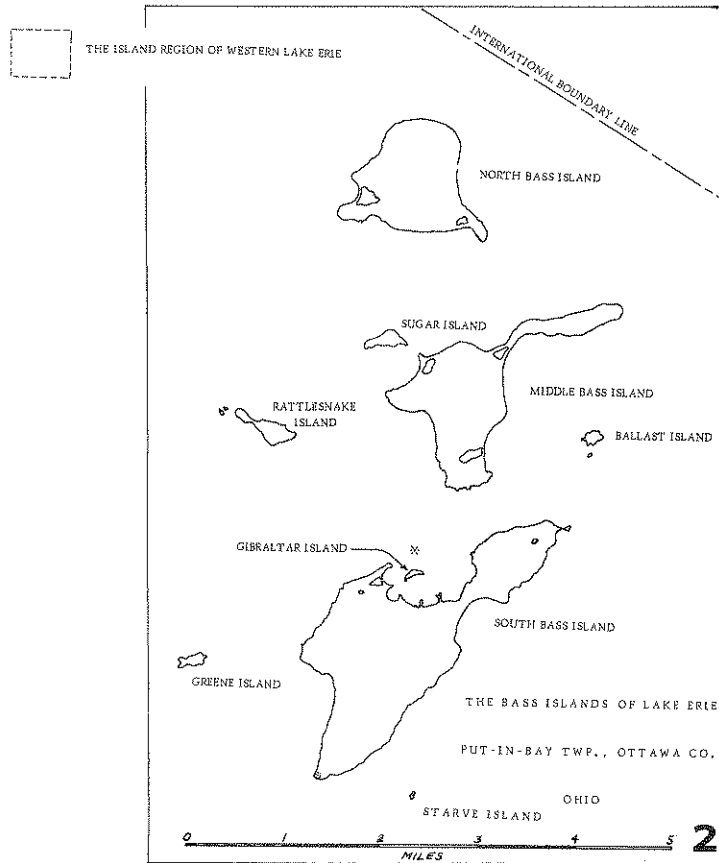 THE ISLAND REGION OF WESTERN LAKE ERIE
INTERNATIONAL BOUNDARY LINE
NORTH BASS ISLAND
SUGAR ISLAND
MIDDLE BASS ISLAND
RATTLESNAKE
ISLAND
BALLAST ISLAND
GIBRALTAR ISLAND
SOUTH BASS ISLAND
GREENE ISLAND
THE BASS ISLANDS OF LAKE ERIE
PUT-IN-BAY TWP., OTTAWA CO.
OHIO
STARVE ISLAND
0 1 2 3 4 5
MILES
2